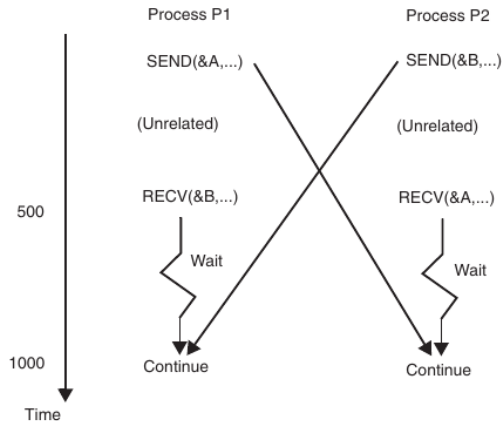 Process P1 Process P2
SEND(&A,...) SEND(&B,...)
(Unrelated) (Unrelated)
500 RECV(&B,...) RECV(&A,...)
Wait Wait
1000 Continue Continue
Time